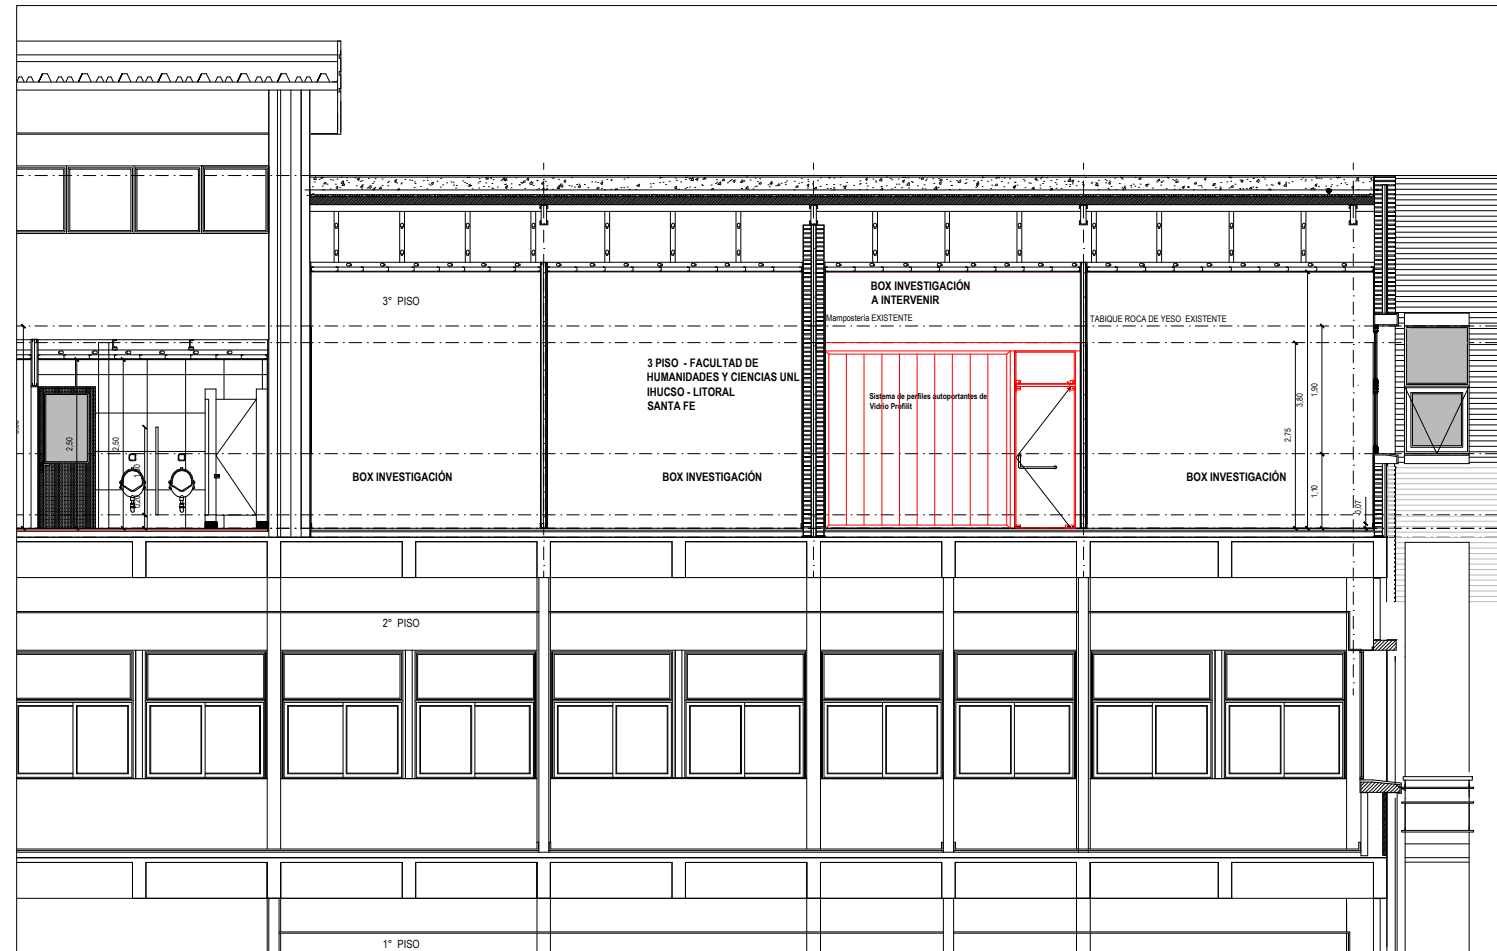 BOX INVESTIGACIÓN
A INTERVENIR
3° PISO
Mampostería EXISTENTE
TABIQUE ROCA DE YESO EXISTENTE
3 PISO - FACULTAD DE
HUMANIDADES Y CIENCIAS UNL
IHUCSO - LITORAL
SANTA FE
Sistema de perfiles autoportantes de
Vidrio Profilit
2,50
2,50
2,75
3,80
1,90
BOX INVESTIGACIÓN
BOX INVESTIGACIÓN
BOX INVESTIGACIÓN
1,10
0,07
2° PISO
1° PISO